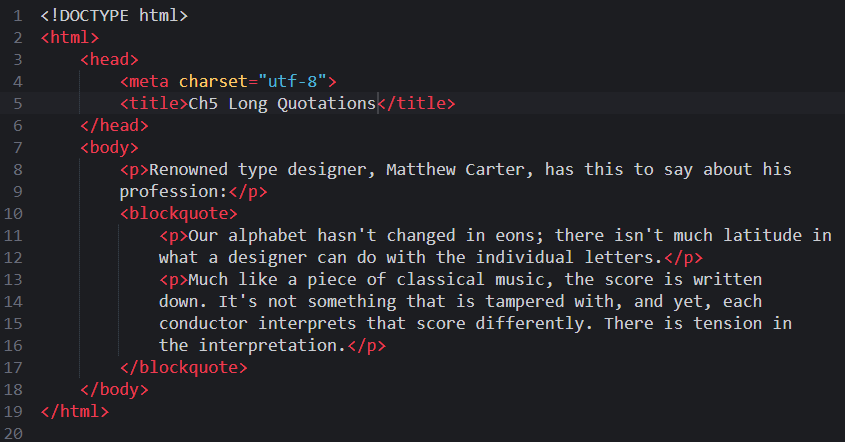 1 <!DOCTYPE html>
2 <html>
3     <head>
4         <meta charset="utf-8">
5         <title>Ch5 Long Quotations</title>
6     </head>
7     <body>
8         <p>Renowned type designer, Matthew Carter, has this to say about his
9         profession:</p>
10         <blockquote>
11             <p>Our alphabet hasn't changed in eons; there isn't much latitude in
12             what a designer can do with the individual letters.</p>
13             <p>Much like a piece of classical music, the score is written
14             down. It's not something that is tampered with, and yet, each
15             conductor interprets that score differently. There is tension in
16             the interpretation.</p>
17         </blockquote>
18     </body>
19 </html>
20